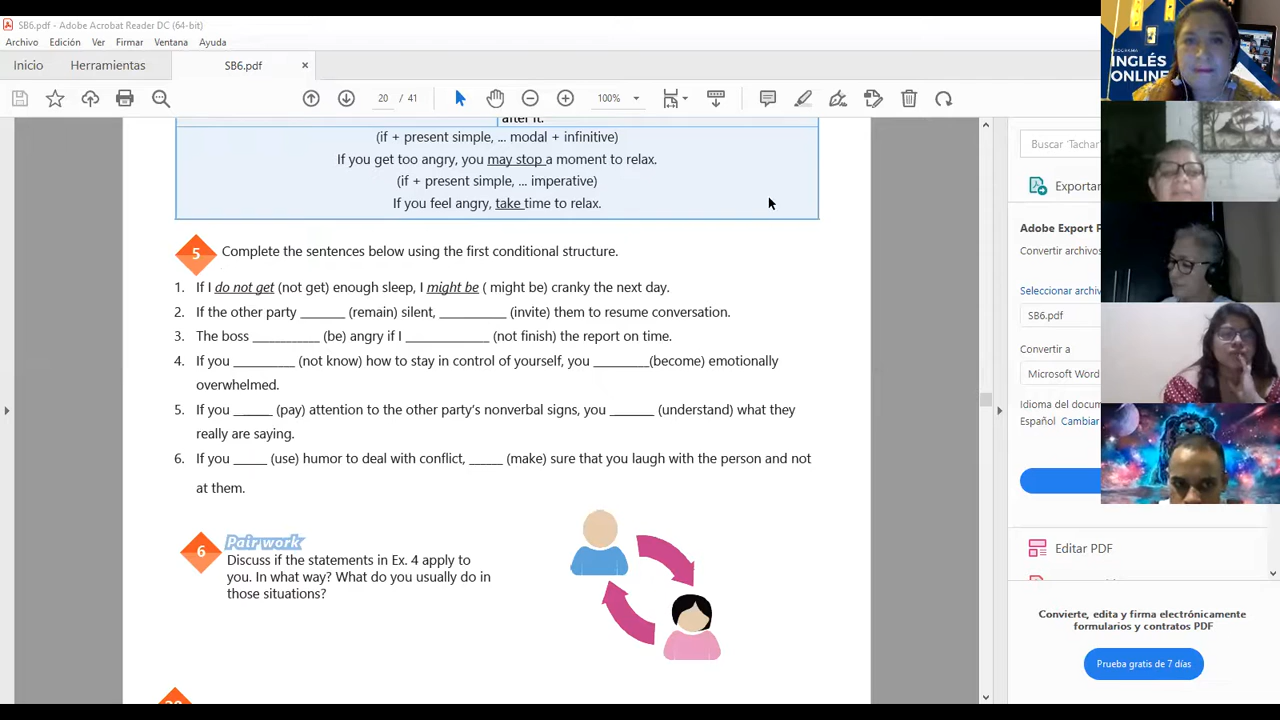 SB6.pdf - Adobe Acrobat Reader DC (64-bit)
Archivo Edición Ver Firmar Ventana Ayuda
Inicio Herramientas SB6.pdf ×
20 / 41 100%
after it.
(if + present simple, ... modal + infinitive)
If you get too angry, you may stop a moment to relax.
(if + present simple, ... imperative)
If you feel angry, take time to relax.
5 Complete the sentences below using the first conditional structure.
1. If I do not get (not get) enough sleep, I might be ( might be) cranky the next day.
2. If the other party _______ (remain) silent, ___________ (invite) them to resume conversation.
3. The boss ___________ (be) angry if I ______________ (not finish) the report on time.
4. If you __________ (not know) how to stay in control of yourself, you _________(become) emotionally
overwhelmed.
5. If you ______ (pay) attention to the other party's nonverbal signs, you _______ (understand) what they
really are saying.
6. If you _____ (use) humor to deal with conflict, _____ (make) sure that you laugh with the person and not
at them.
6 Pair work
Discuss if the statements in Ex. 4 apply to
you. In what way? What do you usually do in
those situations?
Buscar 'Tachar
Exportar
Adobe Export P
Convertir archivos
Seleccionar archiv
SB6.pdf
Convertir a
Microsoft Word
Idioma del docum
Español Cambiar
Editar PDF
Convierte, edita y firma electrónicamente
formularios y contratos PDF
Prueba gratis de 7 días
PROGRAMA
INGLÉS
ONLINE